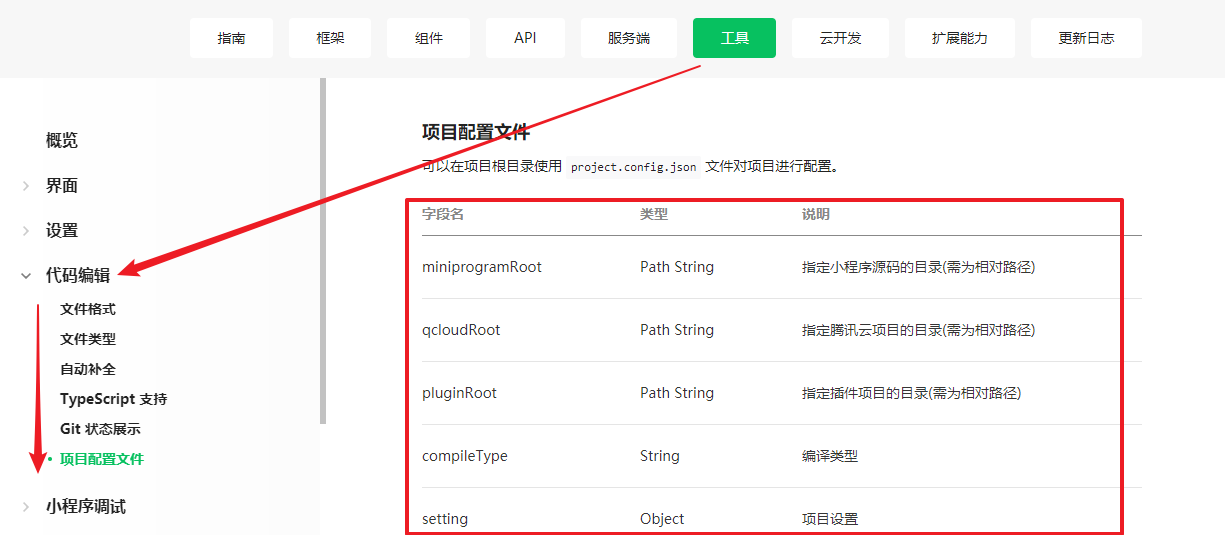 指南 框架 组件 API 服务端 工具 云开发 扩展能力 更新日志
概览
界面
设置
代码编辑
文件格式
文件类型
自动补全
TypeScript 支持
Git 状态展示
项目配置文件
小程序调试
项目配置文件
可以在项目根目录使用 project.config.json 文件对项目进行配置。
字段名 类型 说明
miniprogramRoot Path String 指定小程序源码的目录(需为相对路径)
qcloudRoot Path String 指定腾讯云项目的目录(需为相对路径)
pluginRoot Path String 指定插件项目的目录(需为相对路径)
compileType String 编译类型
setting Object 项目设置